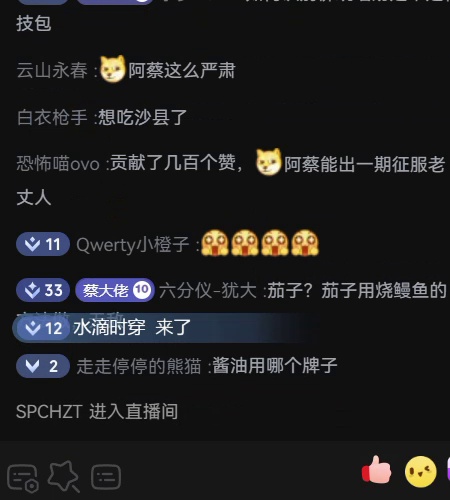 技包
云山永春 :阿蔡这么严肃
白衣枪手 :想吃沙县了
恐怖喵ovo :贡献了几百个赞，阿蔡能出一期征服老
丈人
11 Qwerty小橙子 :
33 蔡大佬 10 六分仪-犹大 :茄子？茄子用烧鳗鱼的
12 水滴时穿 来了
2 走走停停的熊猫 :酱油用哪个牌子
SPCHZT 进入直播间